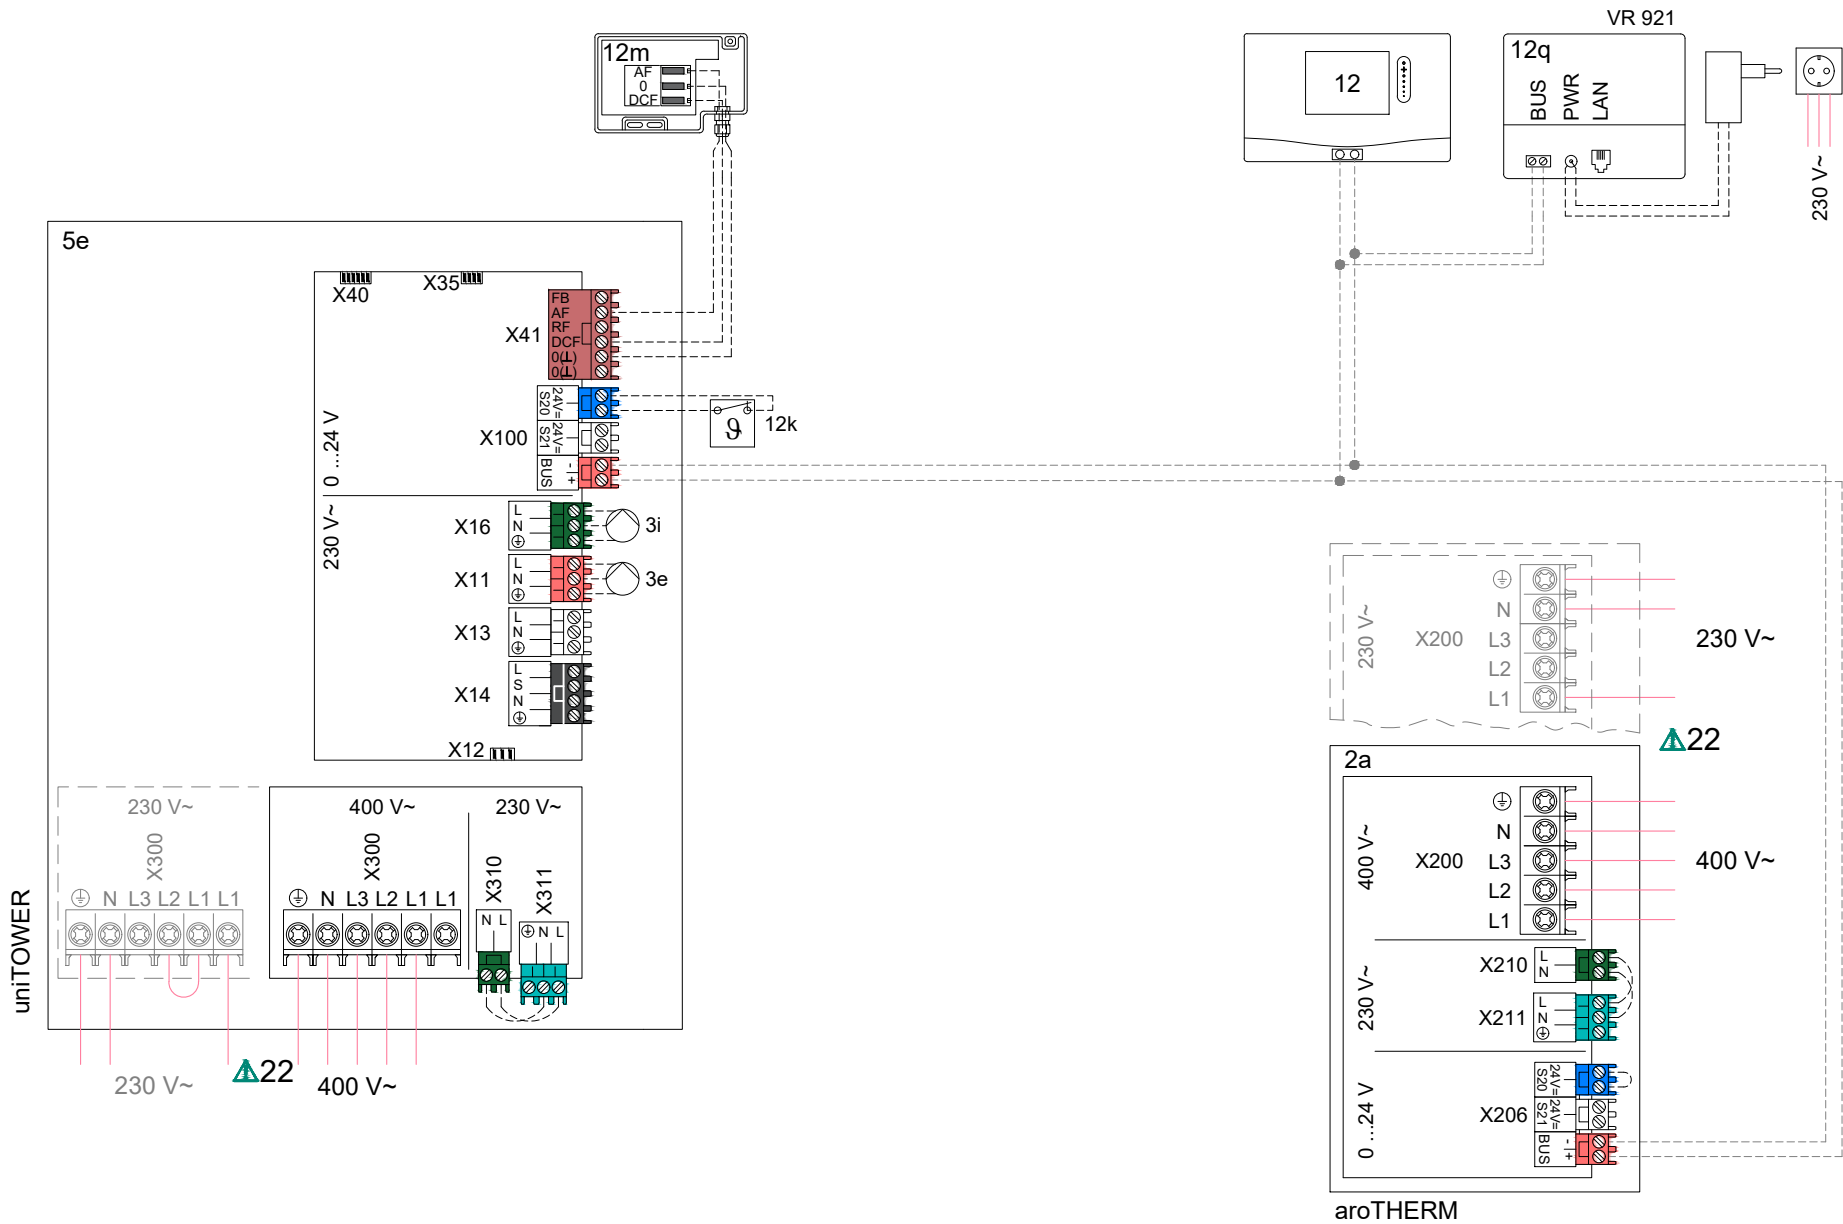 VR 921
12m
AF
0
DCF
12
12q
BUS
PWR
LAN
230 V~
5e
X40
X35
X41
FB
AF
RF
DCF
0(⊥)
0(⊥)
0 ...24 V
X100
24V=
S20
24V=
S21
BUS
-
+
12k
ϑ
230 V~
X16
L
N
3i
X11
L
N
3e
X13
L
N
X14
L
S
N
X12
230 V~
X300
N L3 L2 L1 L1
400 V~
X300
N L3 L2 L1 L1
230 V~
X310
N L
X311
N L
uniTOWER
230 V~
22
400 V~
230 V~
X200
N
L3
L2
L1
230 V~
22
2a
400 V~
X200
N
L3
L2
L1
400 V~
230 V~
X210
L
N
X211
L
N
0 ...24 V
X206
24V=
S20
24V=
S21
BUS
-
+
aroTHERM